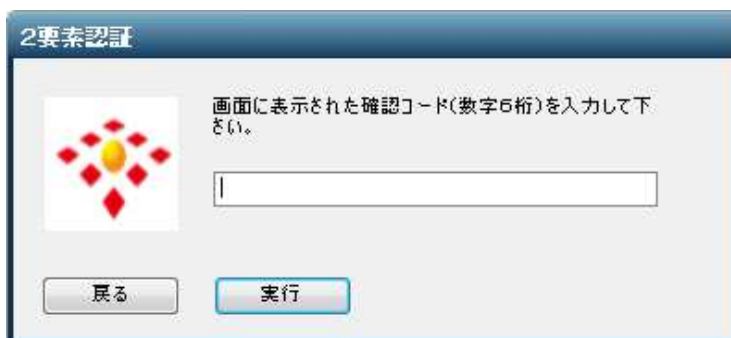 2要素認証
画面に表示された確認コード(数字6桁)を入力して下
さい。
戻る
実行